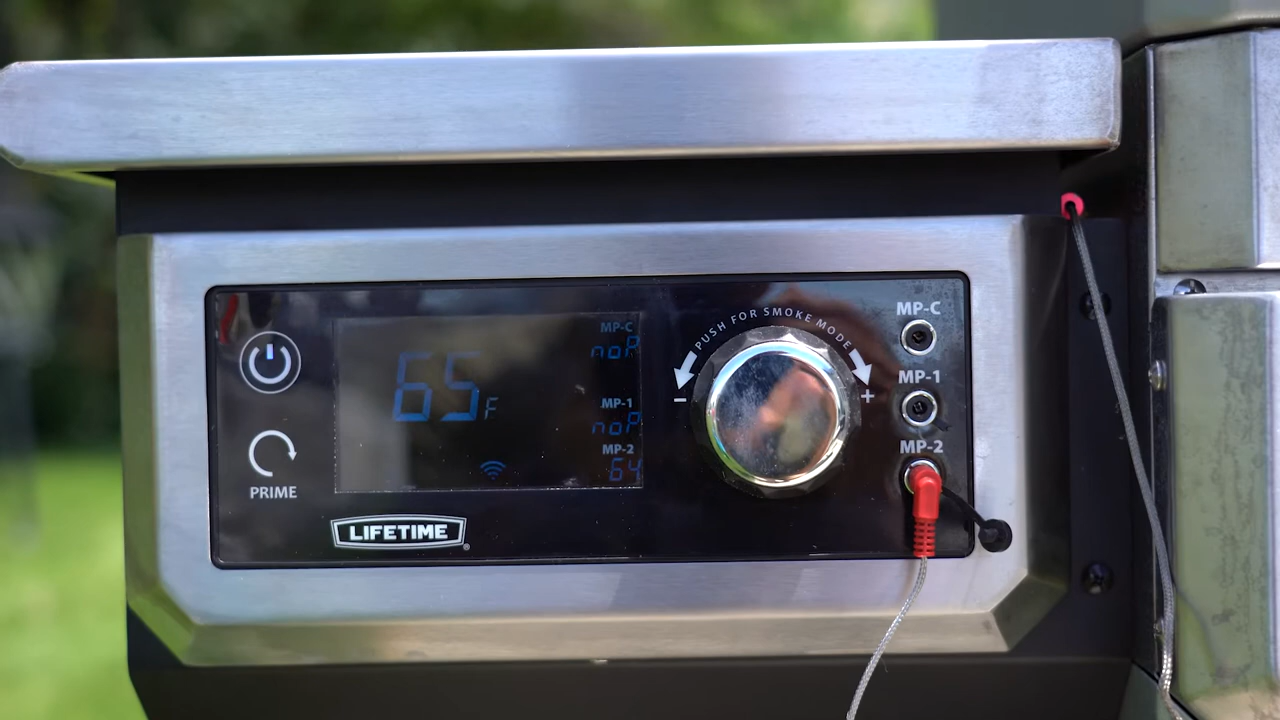 PUSH FOR SMOKE MODE
- +
PRIME
65 F
MP-C
noP
MP-1
noP
MP-2
64
LIFETIME
®
MP-C
MP-1
MP-2